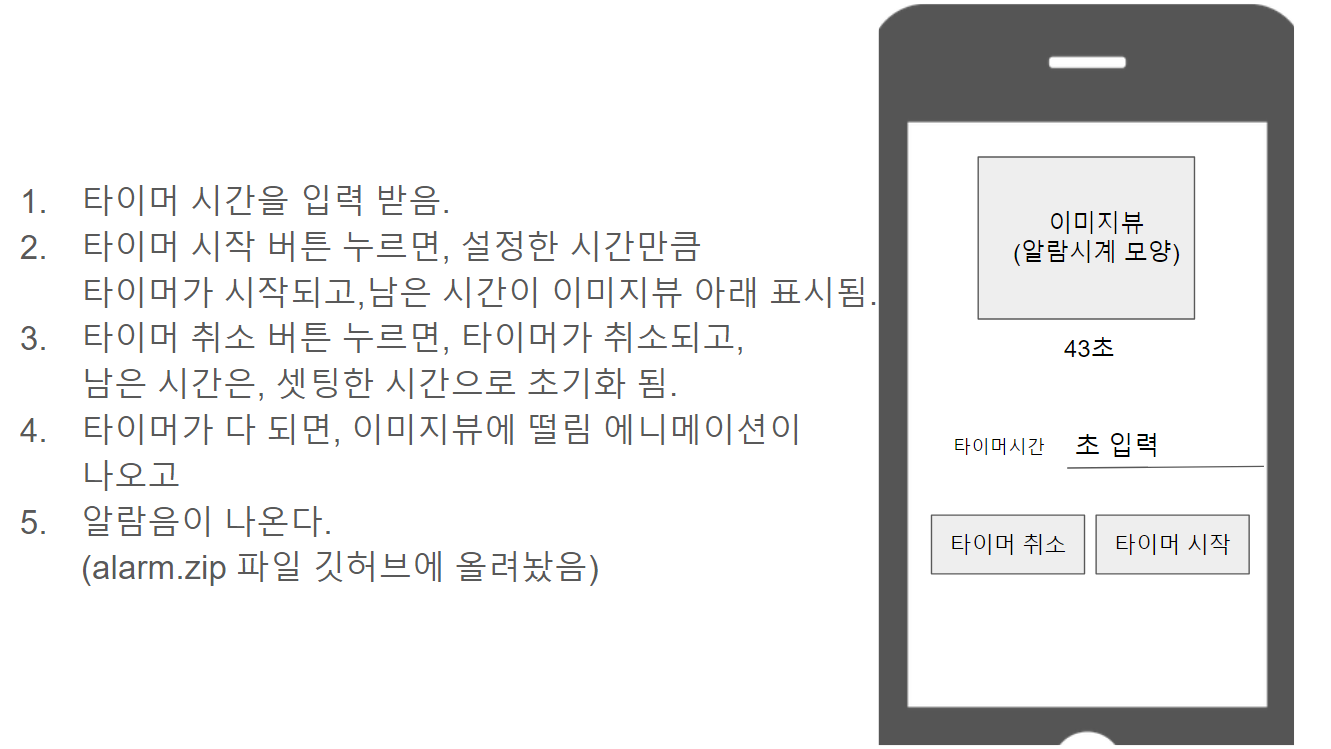 1. 타이머 시간을 입력 받음.
2. 타이머 시작 버튼 누르면, 설정한 시간만큼
타이머가 시작되고,남은 시간이 이미지뷰 아래 표시됨.
3. 타이머 취소 버튼 누르면, 타이머가 취소되고,
남은 시간은, 셋팅한 시간으로 초기화 됨.
4. 타이머가 다 되면, 이미지뷰에 떨림 에니메이션이
나오고
5. 알람음이 나온다.
(alarm.zip 파일 깃허브에 올려놨음)
이미지뷰
(알람시계 모양)
43초
타이머시간 초 입력
타이머 취소 타이머 시작